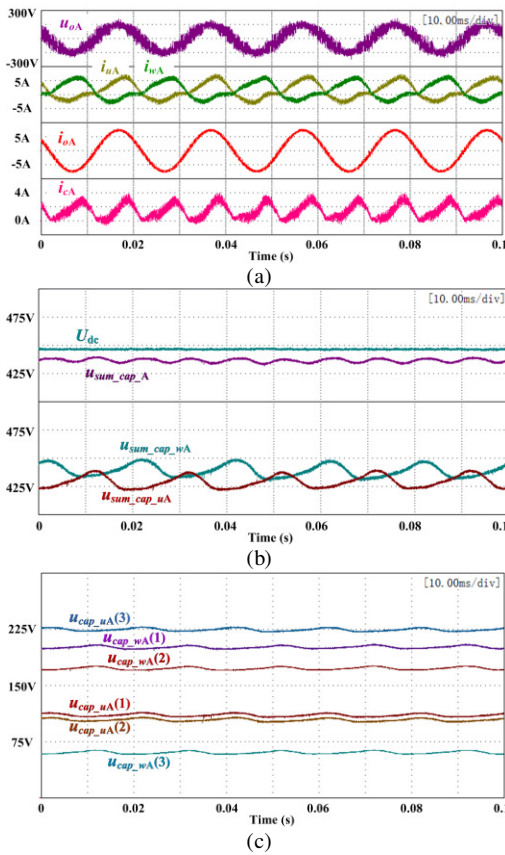 300V
u_oA
[10.00ms/div]
-300V
i_uA i_wA
5A
-5A
i_oA
5A
-5A
i_cA
4A
0A
0 0.02 0.04 0.06 0.08 0.1
Time (s)
(a)
[10.00ms/div]
475V
U_dc
425V
u_sum_cap_A
475V
u_sum_cap_wA
425V
u_sum_cap_uA
0 0.02 0.04 0.06 0.08 0.1
Time (s)
(b)
[10.00ms/div]
u_cap_uA(3)
225V
u_cap_wA(1)
u_cap_wA(2)
150V
u_cap_uA(1)
u_cap_uA(2)
75V
u_cap_wA(3)
0 0.02 0.04 0.06 0.08 0.1
Time (s)
(c)